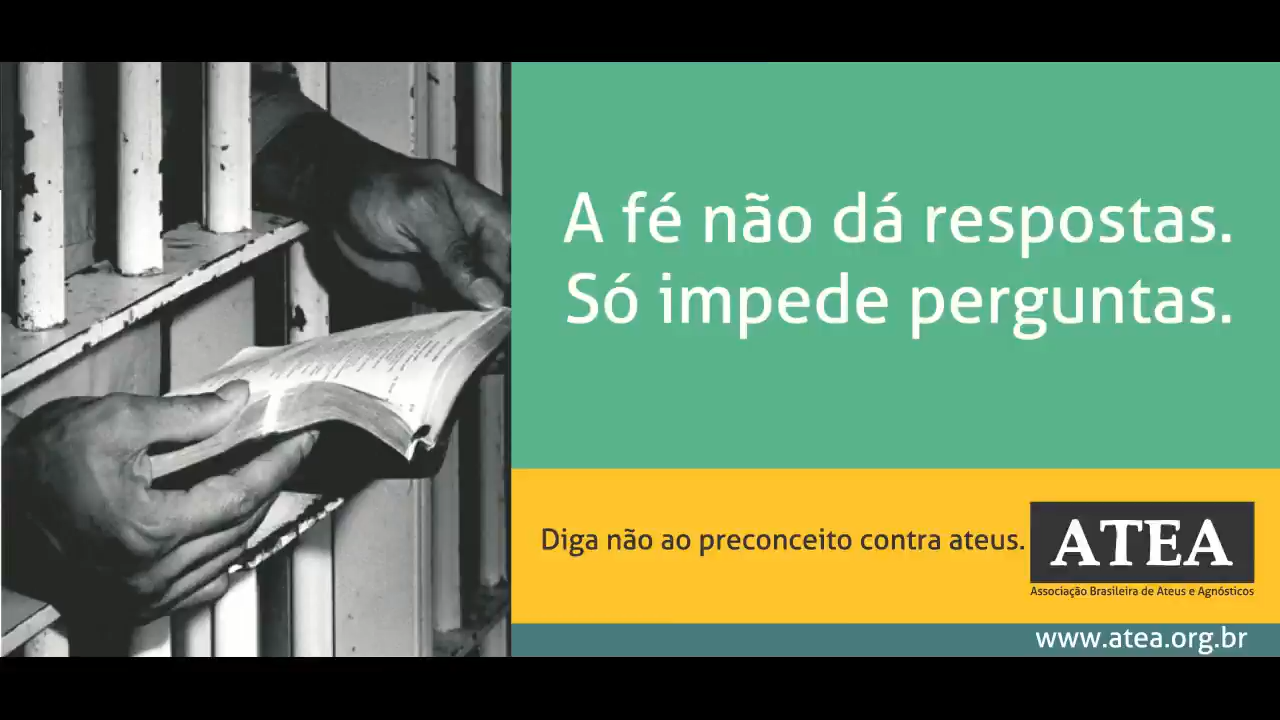 A fé não dá respostas.
Só impede perguntas.
Diga não ao preconceito contra ateus.
ATEA
Associação Brasileira de Ateus e Agnósticos
www.atea.org.br